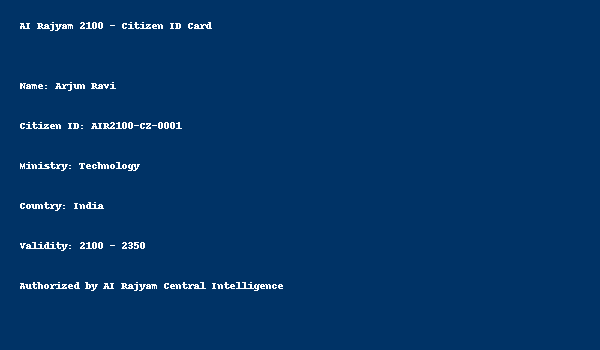 AI Rajyam 2100 - Citizen ID Card
Name: Arjun Ravi
Citizen ID: AIR2100-CZ-0001
Ministry: Technology
Country: India
Validity: 2100 - 2350
Authorized by AI Rajyam Central Intelligence